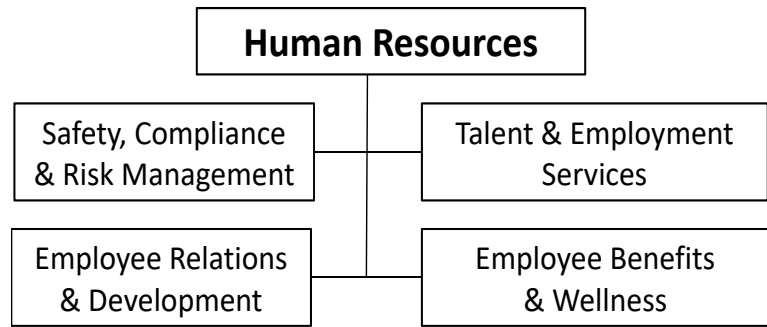 Human Resources
Safety, Compliance
& Risk Management
Talent & Employment
Services
Employee Relations
& Development
Employee Benefits
& Wellness